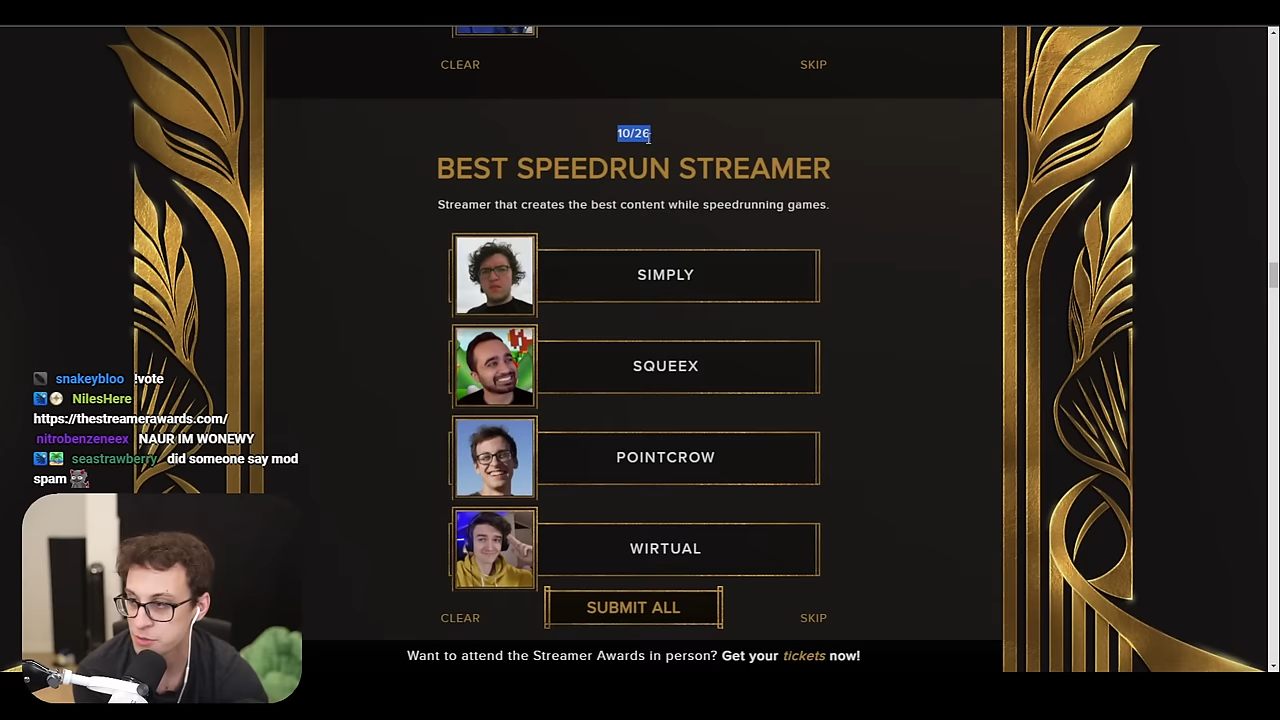 CLEAR
SKIP
10/26
BEST SPEEDRUN STREAMER
Streamer that creates the best content while speedrunning games.
SIMPLY
SQUEEX
POINTCROW
WIRTUAL
CLEAR
SUBMIT ALL
SKIP
Want to attend the Streamer Awards in person? Get your tickets now!
snakeybloo !vote
NilesHere
https://thestreamerawards.com/
nitrobenzeneex NAUR IM WONEWY
seastrawberry did someone say mod
spam